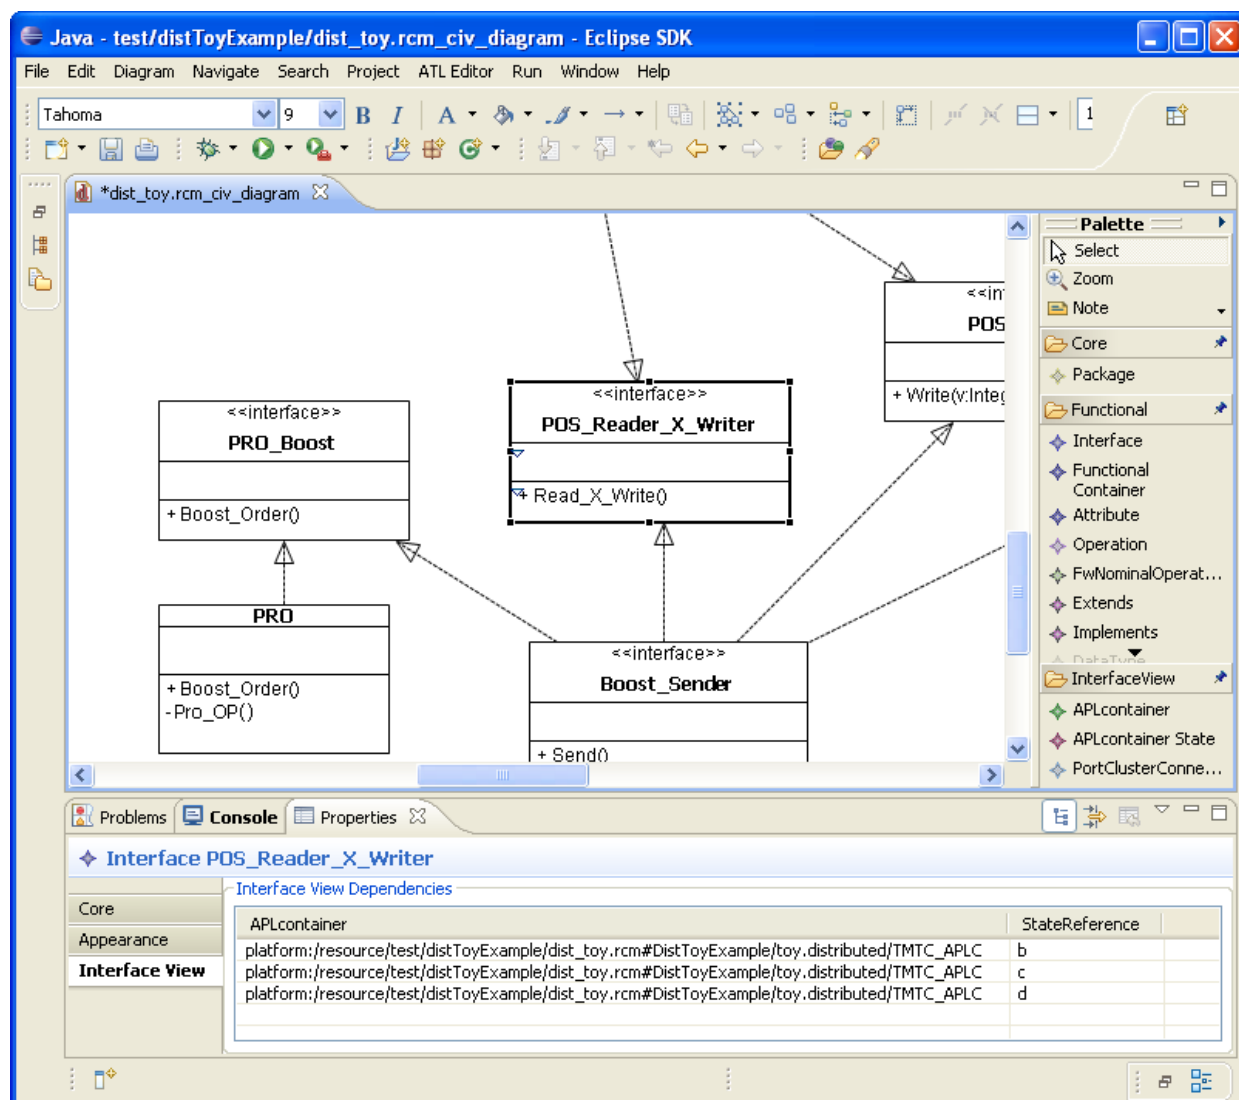 Java - test/distToyExample/dist_toy.rcm_civ_diagram - Eclipse SDK
File Edit Diagram Navigate Search Project ATL Editor Run Window Help
Tahoma 9 B I A 1
*dist_toy.rcm_civ_diagram
<<interface>>
PRO_Boost
+ Boost_Order()
PRO
+ Boost_Order()
- Pro_OP()
<<interface>>
POS_Reader_X_Writer
+ Read_X_Write()
<<interface>>
Boost_Sender
+ Send()
<<in
POS
+ Write(v:Integ
Palette
Select
Zoom
Note
Core
Package
Functional
Interface
Functional
Container
Attribute
Operation
FwNominalOperat...
Extends
Implements
DataType
InterfaceView
APLcontainer
APLcontainer State
PortClusterConne...
Problems Console Properties
Interface POS_Reader_X_Writer
Core
Appearance
Interface View
Interface View Dependencies
APLcontainer StateReference
platform:/resource/test/distToyExample/dist_toy.rcm#DistToyExample/toy.distributed/TMTC_APLC b
platform:/resource/test/distToyExample/dist_toy.rcm#DistToyExample/toy.distributed/TMTC_APLC c
platform:/resource/test/distToyExample/dist_toy.rcm#DistToyExample/toy.distributed/TMTC_APLC d